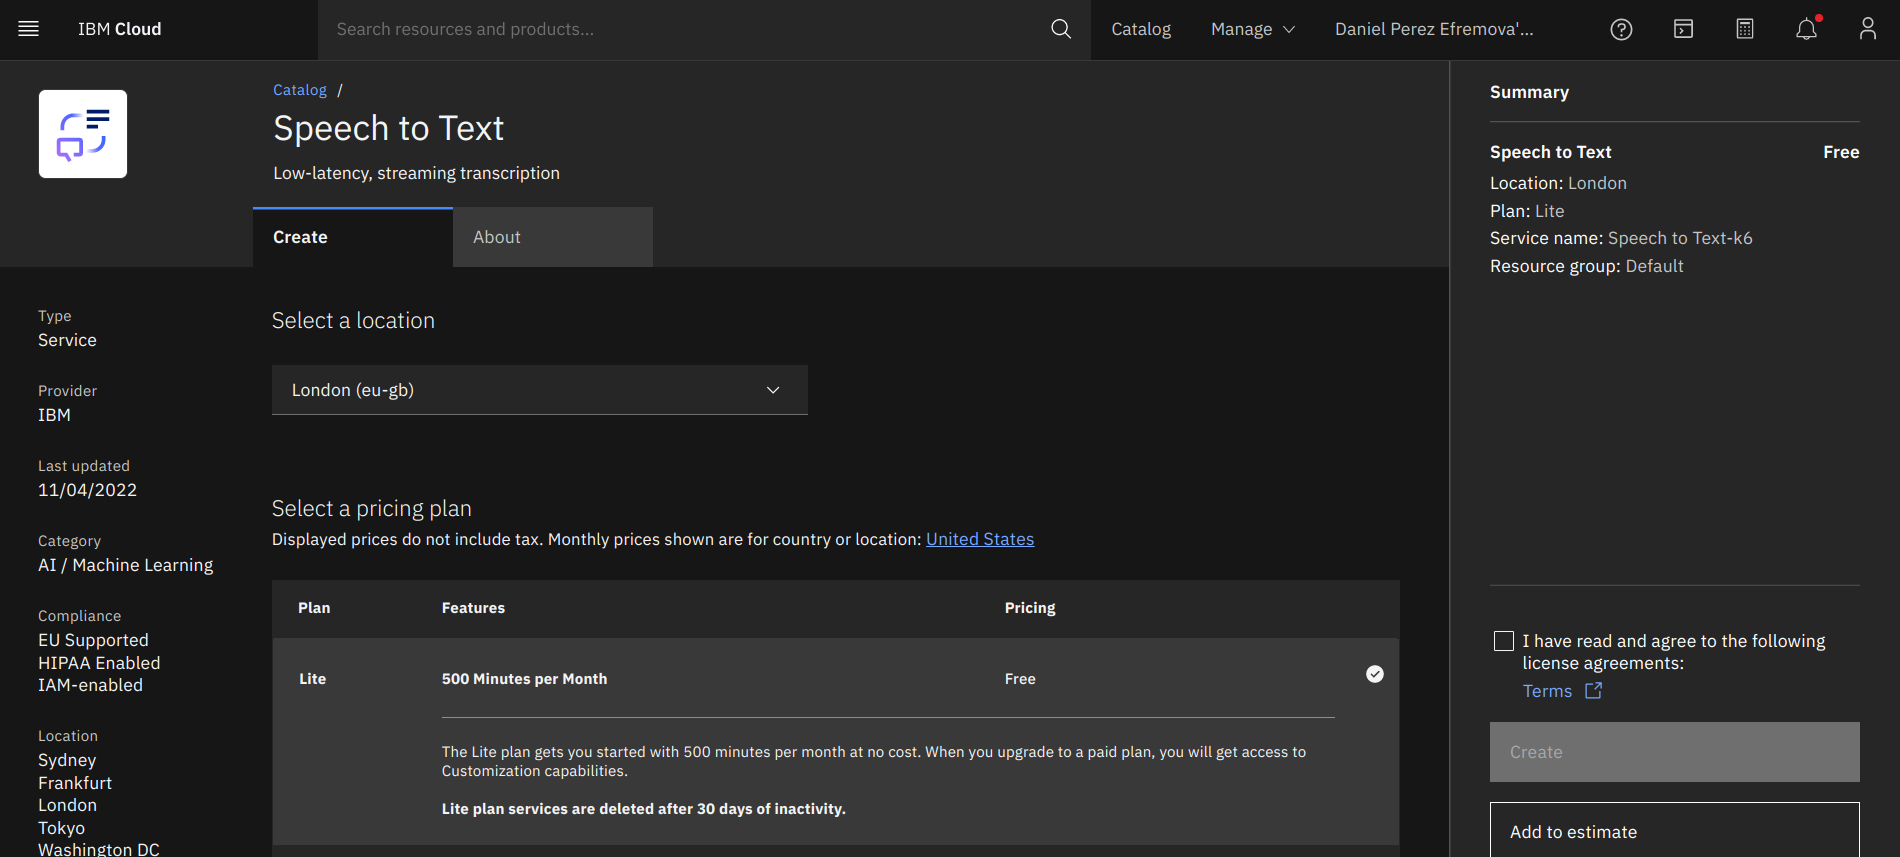 IBM Cloud
Search resources and products...
Catalog
Manage
Daniel Perez Efremova'...
Catalog /
Speech to Text
Low-latency, streaming transcription
Create
About
Type
Service
Provider
IBM
Last updated
11/04/2022
Category
AI / Machine Learning
Compliance
EU Supported
HIPAA Enabled
IAM-enabled
Location
Sydney
Frankfurt
London
Tokyo
Washington DC
Select a location
London (eu-gb)
Select a pricing plan
Displayed prices do not include tax. Monthly prices shown are for country or location: United States
Plan Features Pricing
Lite 500 Minutes per Month Free
The Lite plan gets you started with 500 minutes per month at no cost. When you upgrade to a paid plan, you will get access to
Customization capabilities.
Lite plan services are deleted after 30 days of inactivity.
Summary
Speech to Text Free
Location: London
Plan: Lite
Service name: Speech to Text-k6
Resource group: Default
I have read and agree to the following
license agreements:
Terms
Create
Add to estimate